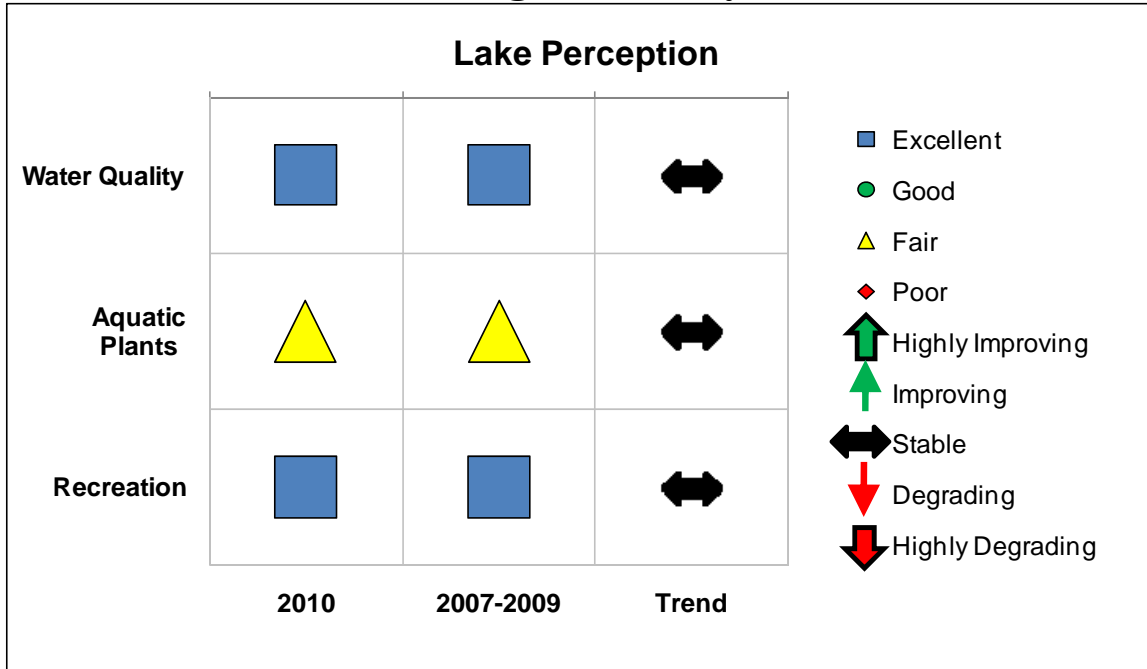 Lake Perception
Water Quality
Aquatic
Plants
Recreation
2010
2007-2009
Trend
Excellent
Good
Fair
Poor
Highly Improving
Improving
Stable
Degrading
Highly Degrading